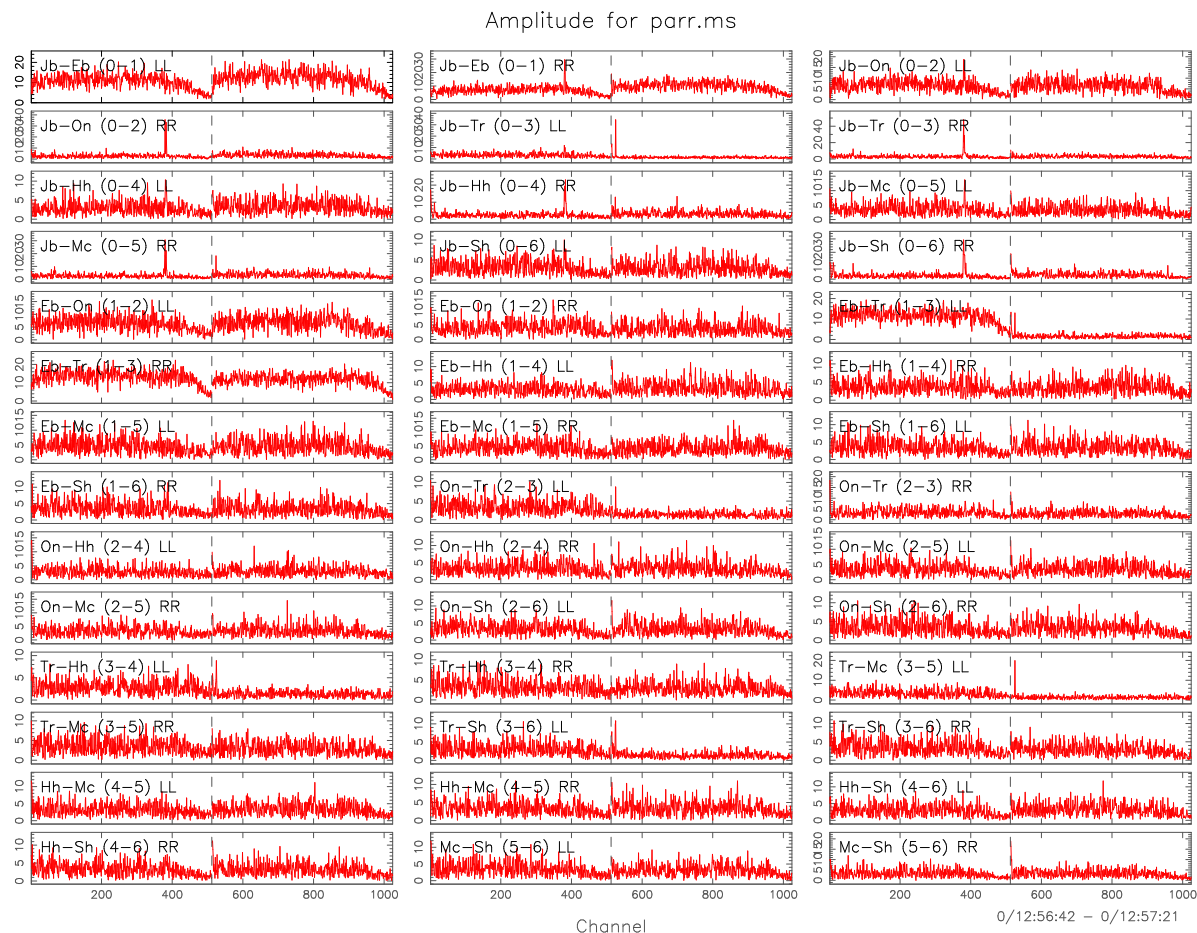 Amplitude for parr.ms
Jb-Eb (0-1) LL
Jb-Eb (0-1) RR
Jb-On (0-2) LL
Jb-On (0-2) RR
Jb-Tr (0-3) LL
Jb-Tr (0-3) RR
Jb-Hh (0-4) LL
Jb-Hh (0-4) RR
Jb-Mc (0-5) LL
Jb-Mc (0-5) RR
Jb-Sh (0-6) LL
Jb-Sh (0-6) RR
Eb-On (1-2) LL
Eb-On (1-2) RR
Eb-Tr (1-3) LL
Eb-Tr (1-3) RR
Eb-Hh (1-4) LL
Eb-Hh (1-4) RR
Eb-Mc (1-5) LL
Eb-Mc (1-5) RR
Eb-Sh (1-6) LL
Eb-Sh (1-6) RR
On-Tr (2-3) LL
On-Tr (2-3) RR
On-Hh (2-4) LL
On-Hh (2-4) RR
On-Mc (2-5) LL
On-Mc (2-5) RR
On-Sh (2-6) LL
On-Sh (2-6) RR
Tr-Hh (3-4) LL
Tr-Hh (3-4) RR
Tr-Mc (3-5) LL
Tr-Mc (3-5) RR
Tr-Sh (3-6) LL
Tr-Sh (3-6) RR
Hh-Mc (4-5) LL
Hh-Mc (4-5) RR
Hh-Sh (4-6) LL
Hh-Sh (4-6) RR
Mc-Sh (5-6) LL
Mc-Sh (5-6) RR
200 400 600 800 1000
200 400 600 800 1000
200 400 600 800 1000
Channel
0/12:56:42 - 0/12:57:21